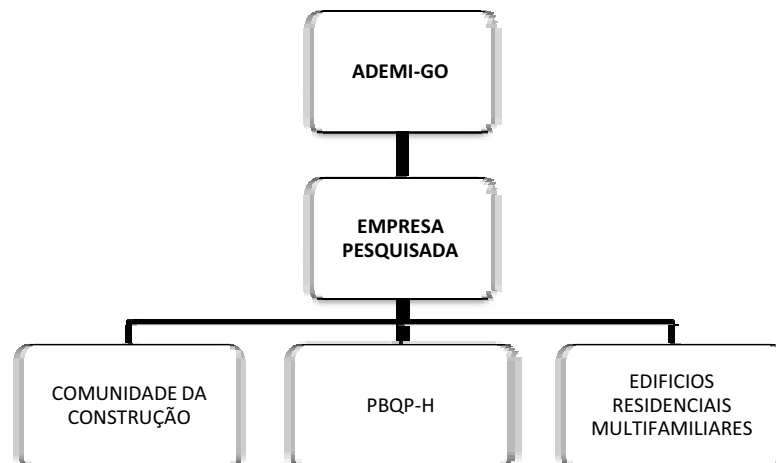 ADEMI-GO
EMPRESA
PESQUISADA
COMUNIDADE DA
CONSTRUÇÃO
PBQP-H
EDIFICIOS
RESIDENCIAIS
MULTIFAMILIARES